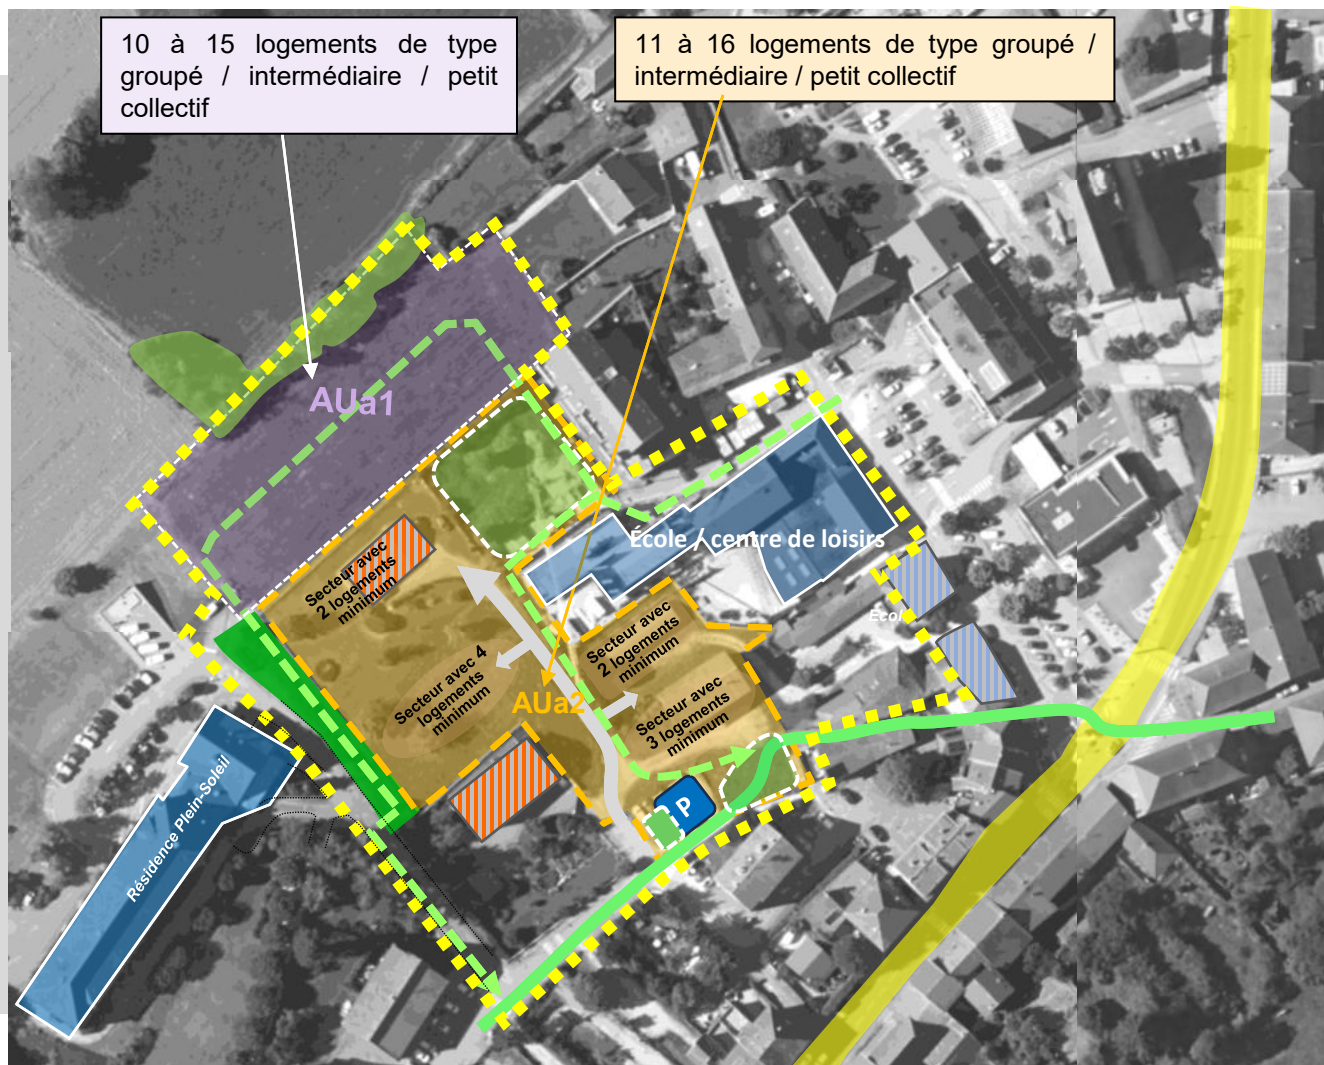 10 à 15 logements de type
groupé / intermédiaire / petit
collectif
11 à 16 logements de type groupé /
intermédiaire / petit collectif
AUa1
École / centre de loisirs
Secteur avec
2 logements
minimum
Secteur avec
2 logements
minimum
Écol
Secteur avec 4
logements
minimum
AUa2
Secteur avec
3 logements
minimum
P
Résidence Plein-Soleil